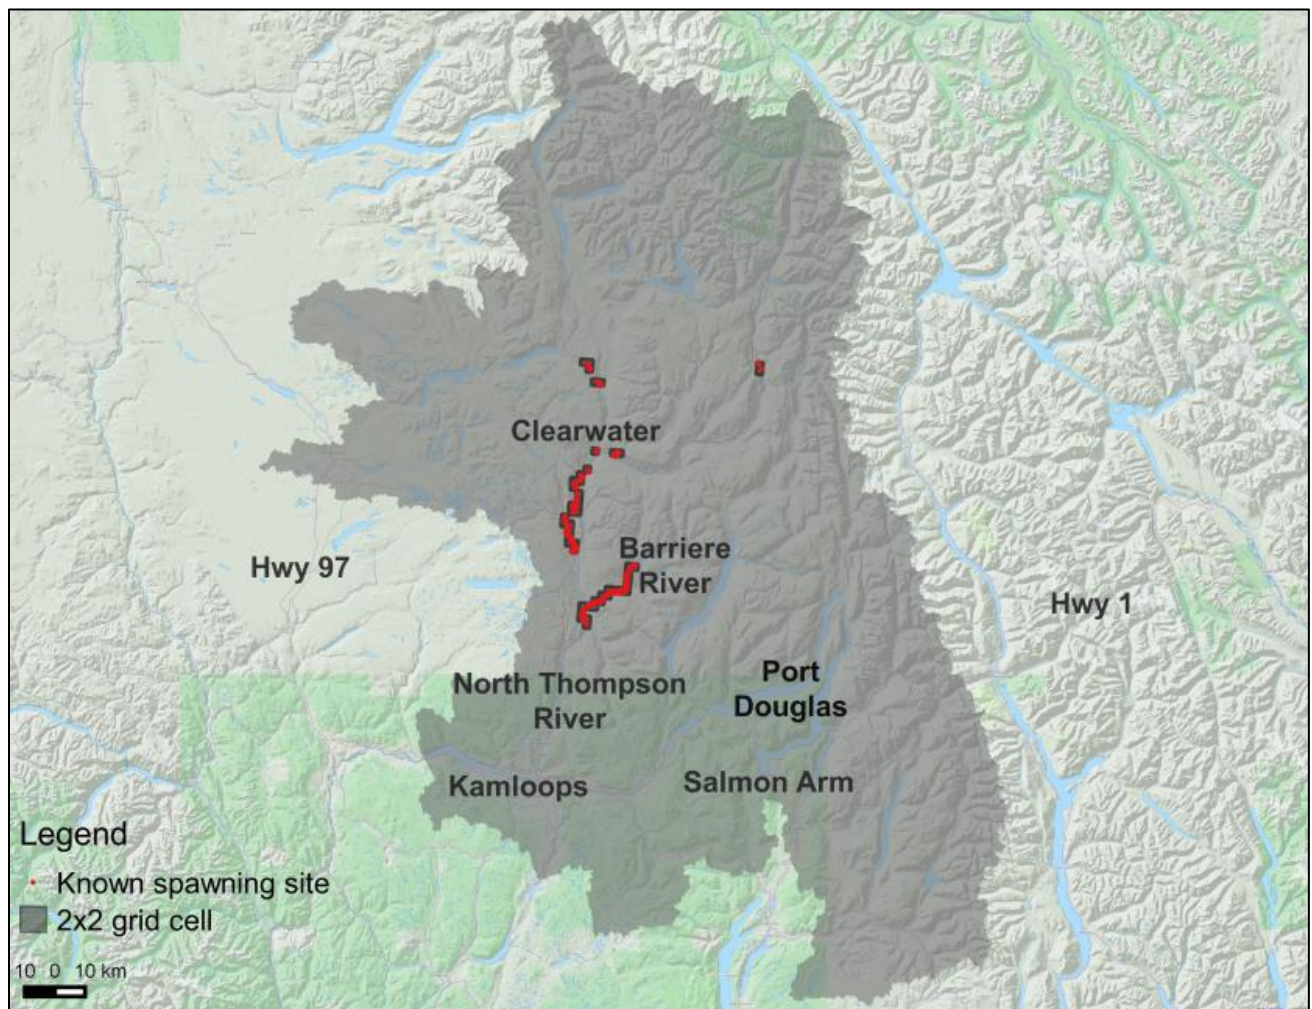 Clearwater
Barriere
River
Hwy 97
Hwy 1
Port
Douglas
North Thompson
River
Kamloops
Salmon Arm
Legend
Known spawning site
2x2 grid cell
10 0 10 km